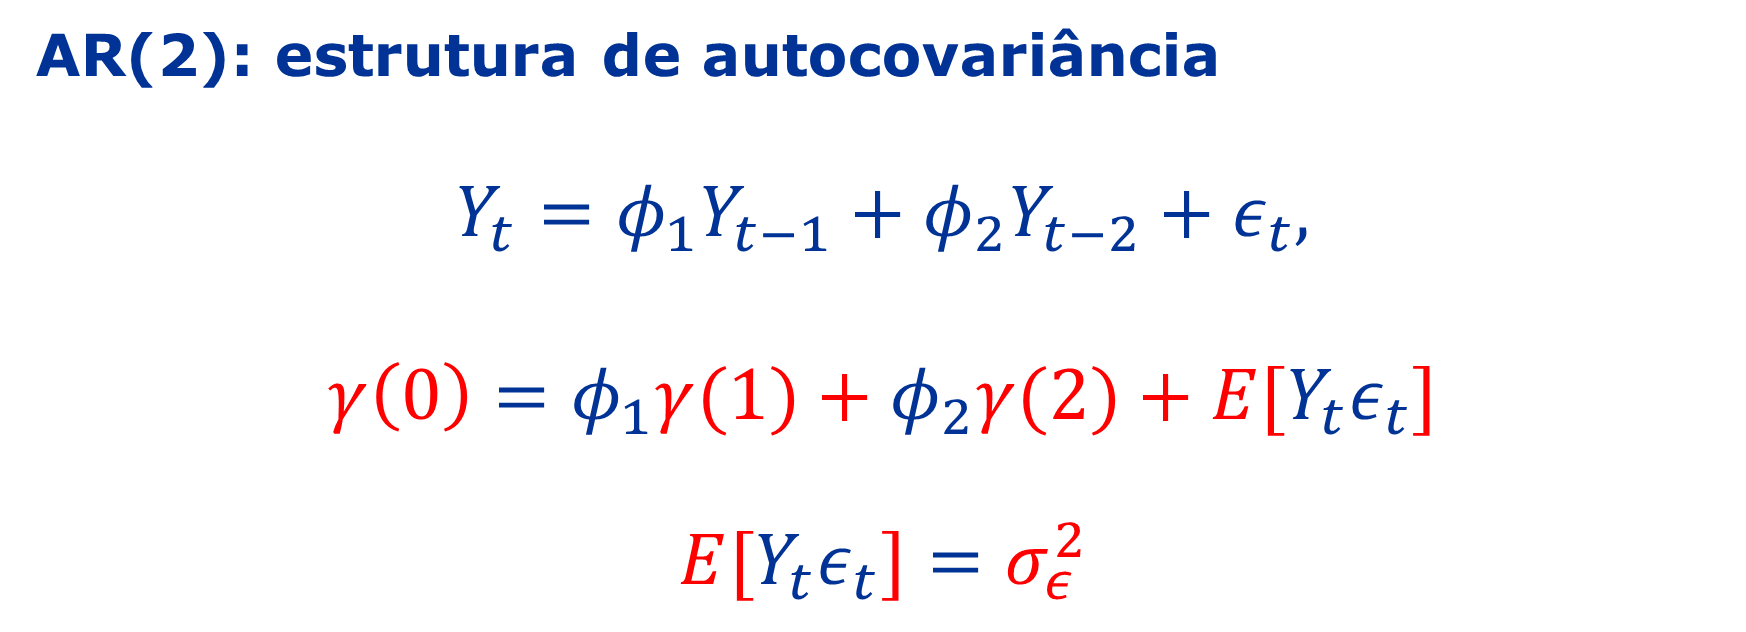 AR(2): estrutura de autocovariância
Y_t = ϕ_1 Y_{t−1} + ϕ_2 Y_{t−2} + ϵ_t,
γ(0) = ϕ_1 γ(1) + ϕ_2 γ(2) + E[Y_t ϵ_t]
E[Y_t ϵ_t] = σ_ϵ^2